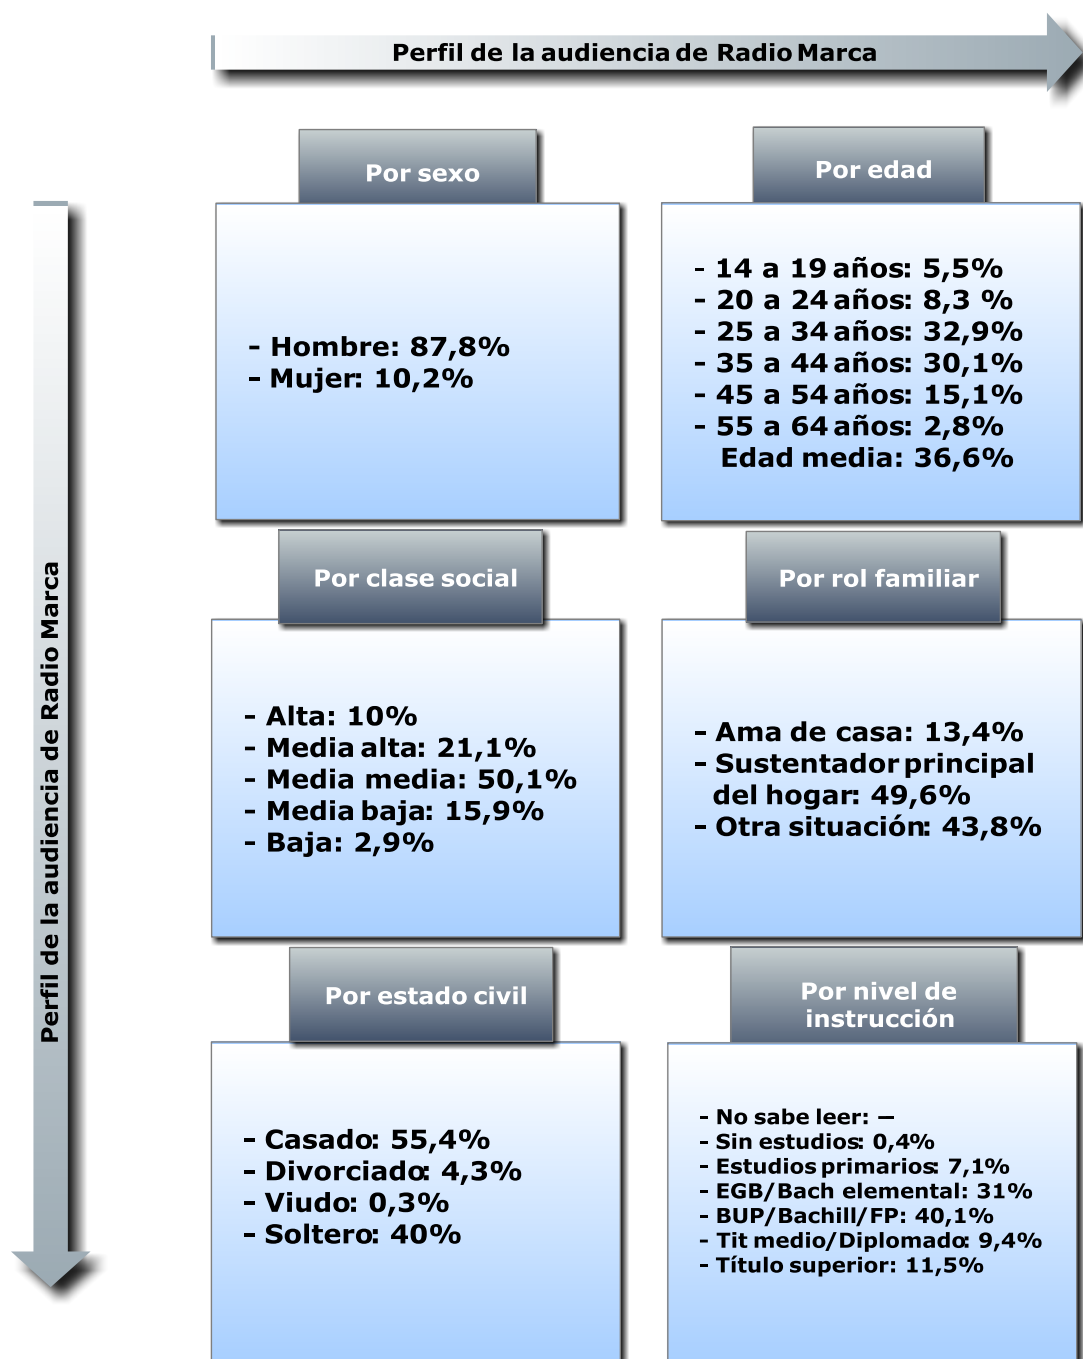 Perfil de la audiencia de Radio Marca
Perfil de la audiencia de Radio Marca
Por sexo
- Hombre: 87,8%
- Mujer: 10,2%
Por edad
- 14 a 19 años: 5,5%
- 20 a 24 años: 8,3 %
- 25 a 34 años: 32,9%
- 35 a 44 años: 30,1%
- 45 a 54 años: 15,1%
- 55 a 64 años: 2,8%
Edad media: 36,6%
Por clase social
- Alta: 10%
- Media alta: 21,1%
- Media media: 50,1%
- Media baja: 15,9%
- Baja: 2,9%
Por rol familiar
- Ama de casa: 13,4%
- Sustentador principal
del hogar: 49,6%
- Otra situación: 43,8%
Por estado civil
- Casado: 55,4%
- Divorciado: 4,3%
- Viudo: 0,3%
- Soltero: 40%
Por nivel de
instrucción
- No sabe leer: —
- Sin estudios: 0,4%
- Estudios primarios: 7,1%
- EGB/Bach elemental: 31%
- BUP/Bachill/FP: 40,1%
- Tit medio/Diplomado: 9,4%
- Título superior: 11,5%